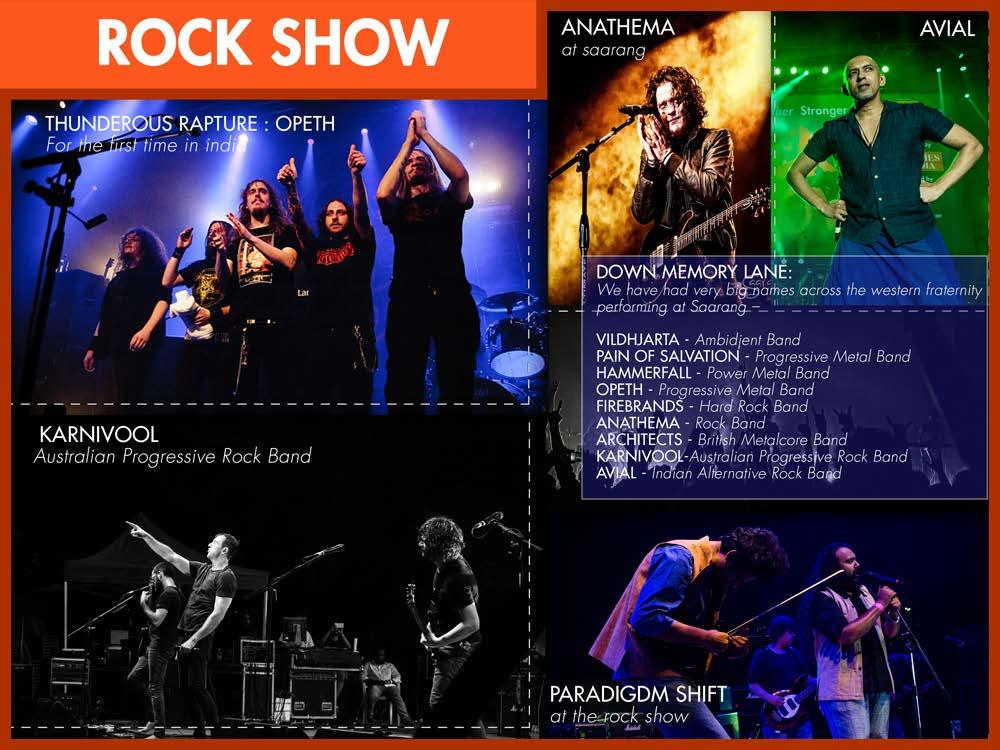 ROCK SHOW
THUNDEROUS RAPTURE : OPETH
For the first time in india
ANATHEMA
at saarang
AVIAL
Stronger
DOWN MEMORY LANE:
We have had very big names across the western fraternity
performing at Saarang
VILDHJARTA - Ambidjent Band
PAIN OF SALVATION - Progressive Metal Band
HAMMERFALL - Power Metal Band
OPETH - Progressive Metal Band
FIREBRANDS - Hard Rock Band
ANATHEMA - Rock Band
ARCHITECTS - British Metalcore Band
KARNIVOOL-Australian Progressive Rock Band
AVIAL - Indian Alternative Rock Band
KARNIVOOL
Australian Progressive Rock Band
PARADIGDM SHIFT
at the rock show